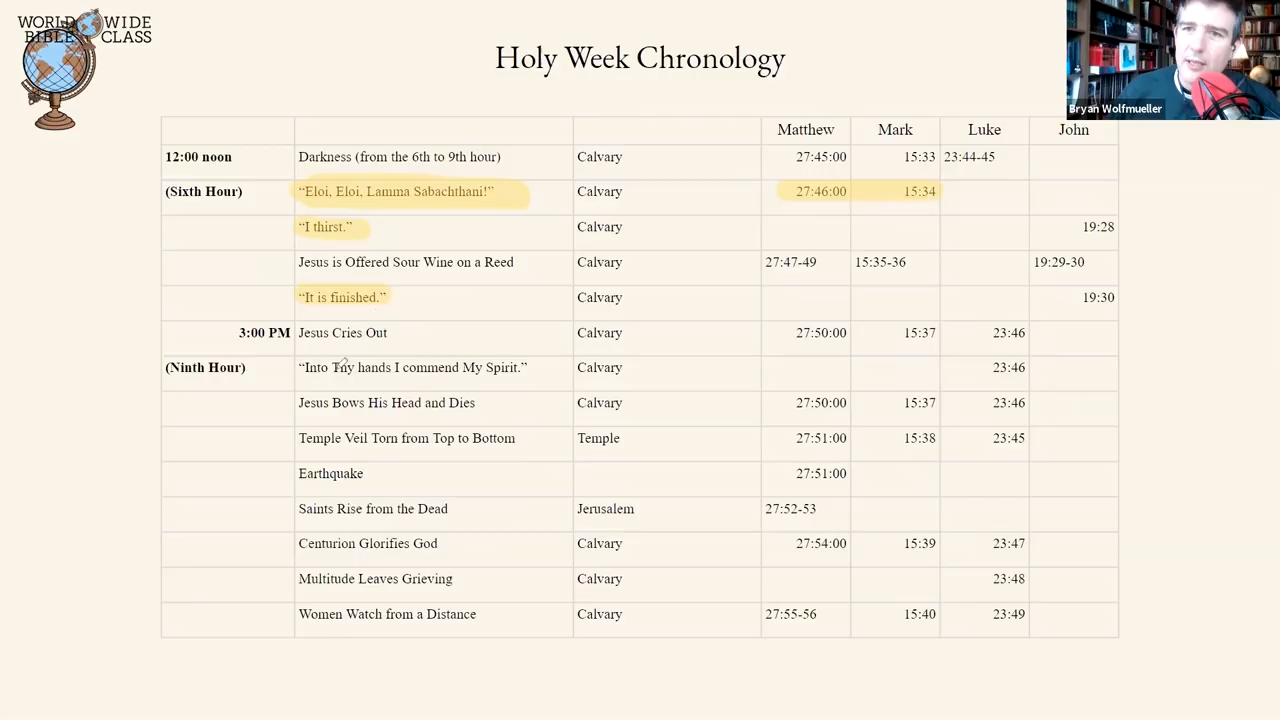 WORLD WIDE
BIBLE CLASS
Holy Week Chronology
Bryan Wolfmueller
Matthew Mark Luke John
12:00 noon Darkness (from the 6th to 9th hour) Calvary 27:45:00 15:33 23:44-45
(Sixth Hour) “Eloi, Eloi, Lamma Sabachthani!” Calvary 27:46:00 15:34
“I thirst.” Calvary 19:28
Jesus is Offered Sour Wine on a Reed Calvary 27:47-49 15:35-36 19:29-30
“It is finished.” Calvary 19:30
3:00 PM Jesus Cries Out Calvary 27:50:00 15:37 23:46
(Ninth Hour) “Into Thy hands I commend My Spirit.” Calvary 23:46
Jesus Bows His Head and Dies Calvary 27:50:00 15:37 23:46
Temple Veil Torn from Top to Bottom Temple 27:51:00 15:38 23:45
Earthquake 27:51:00
Saints Rise from the Dead Jerusalem 27:52-53
Centurion Glorifies God Calvary 27:54:00 15:39 23:47
Multitude Leaves Grieving Calvary 23:48
Women Watch from a Distance Calvary 27:55-56 15:40 23:49